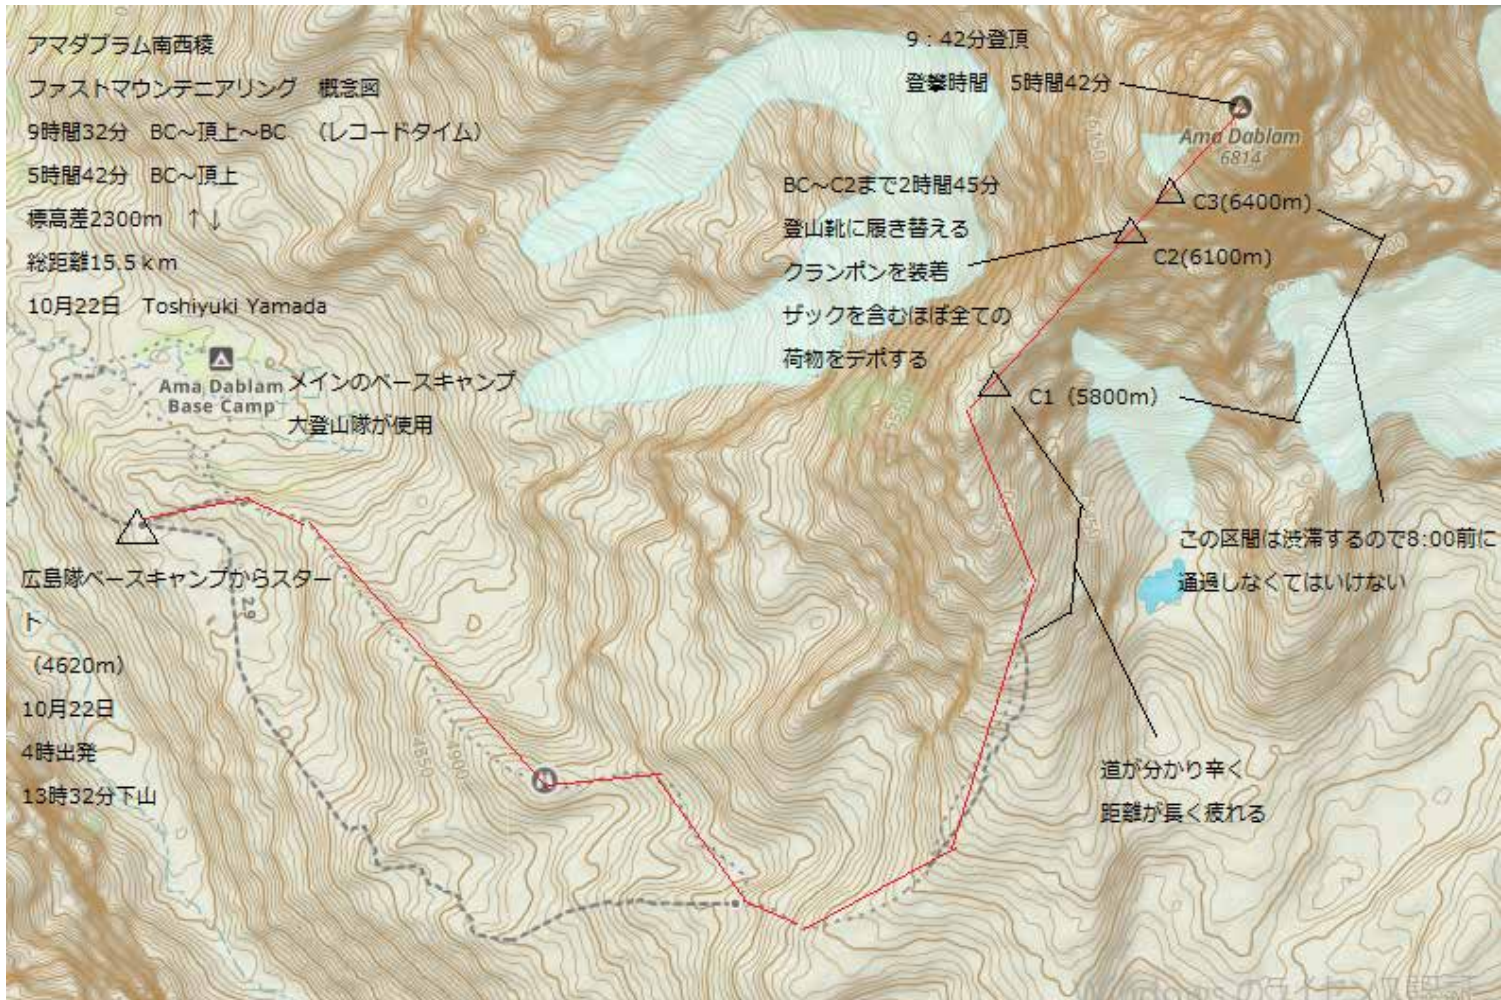 アマダブラム南西稜
ファストマウンテニアリング 概念図
9時間32分 BC～頂上～BC (レコードタイム)
5時間42分 BC～頂上
標高差2300m ↑↓
総距離15.5km
10月22日 Toshiyuki Yamada
9:42分登頂
登攀時間 5時間42分
Ama Dablam
6814
6150
C3(6400m)
C2(6100m)
BC～C2まで2時間45分
登山靴に履き替える
クランポンを装着
ザックを含むほぼ全ての
荷物をデポする
Ama Dablam
Base Camp
メインのベースキャンプ
大登山隊が使用
C1 (5800m)
この区間は渋滞するので8:00前に
通過しなくてはいけない
広島隊ベースキャンプからスター
ト
(4620m)
10月22日
4時出発
13時32分下山
2.9
4550
4900
道が分かり辛く
距離が長く疲れる